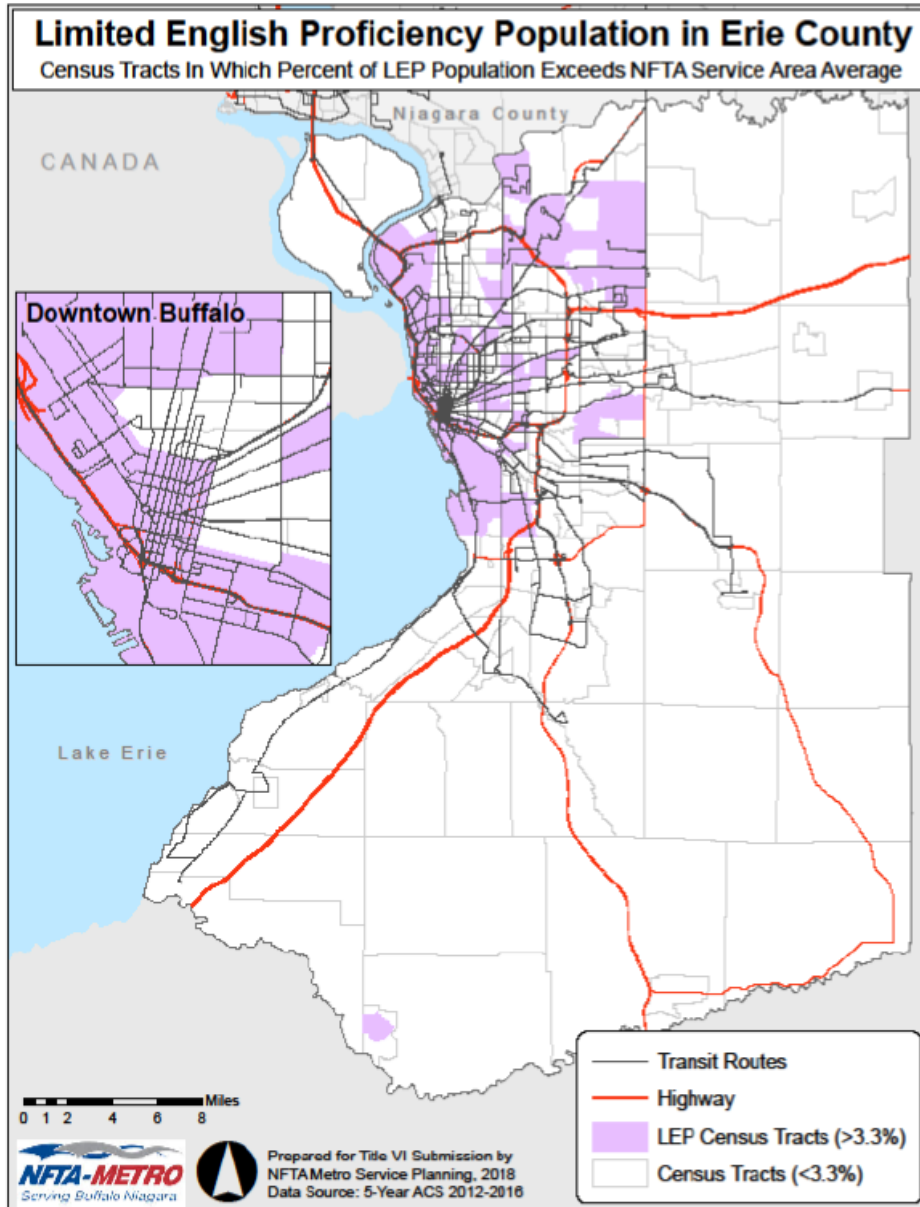 Limited English Proficiency Population in Erie County
Census Tracts In Which Percent of LEP Population Exceeds NFTA Service Area Average
Niagara County
CANADA
Downtown Buffalo
Lake Erie
Transit Routes
Highway
LEP Census Tracts (>3.3%)
Census Tracts (<3.3%)
Miles
0 1 2 4 6 8
NFTA-METRO
Serving Buffalo Niagara
Prepared for Title VI Submission by
NFTA Metro Service Planning, 2018
Data Source: 5-Year ACS 2012-2016